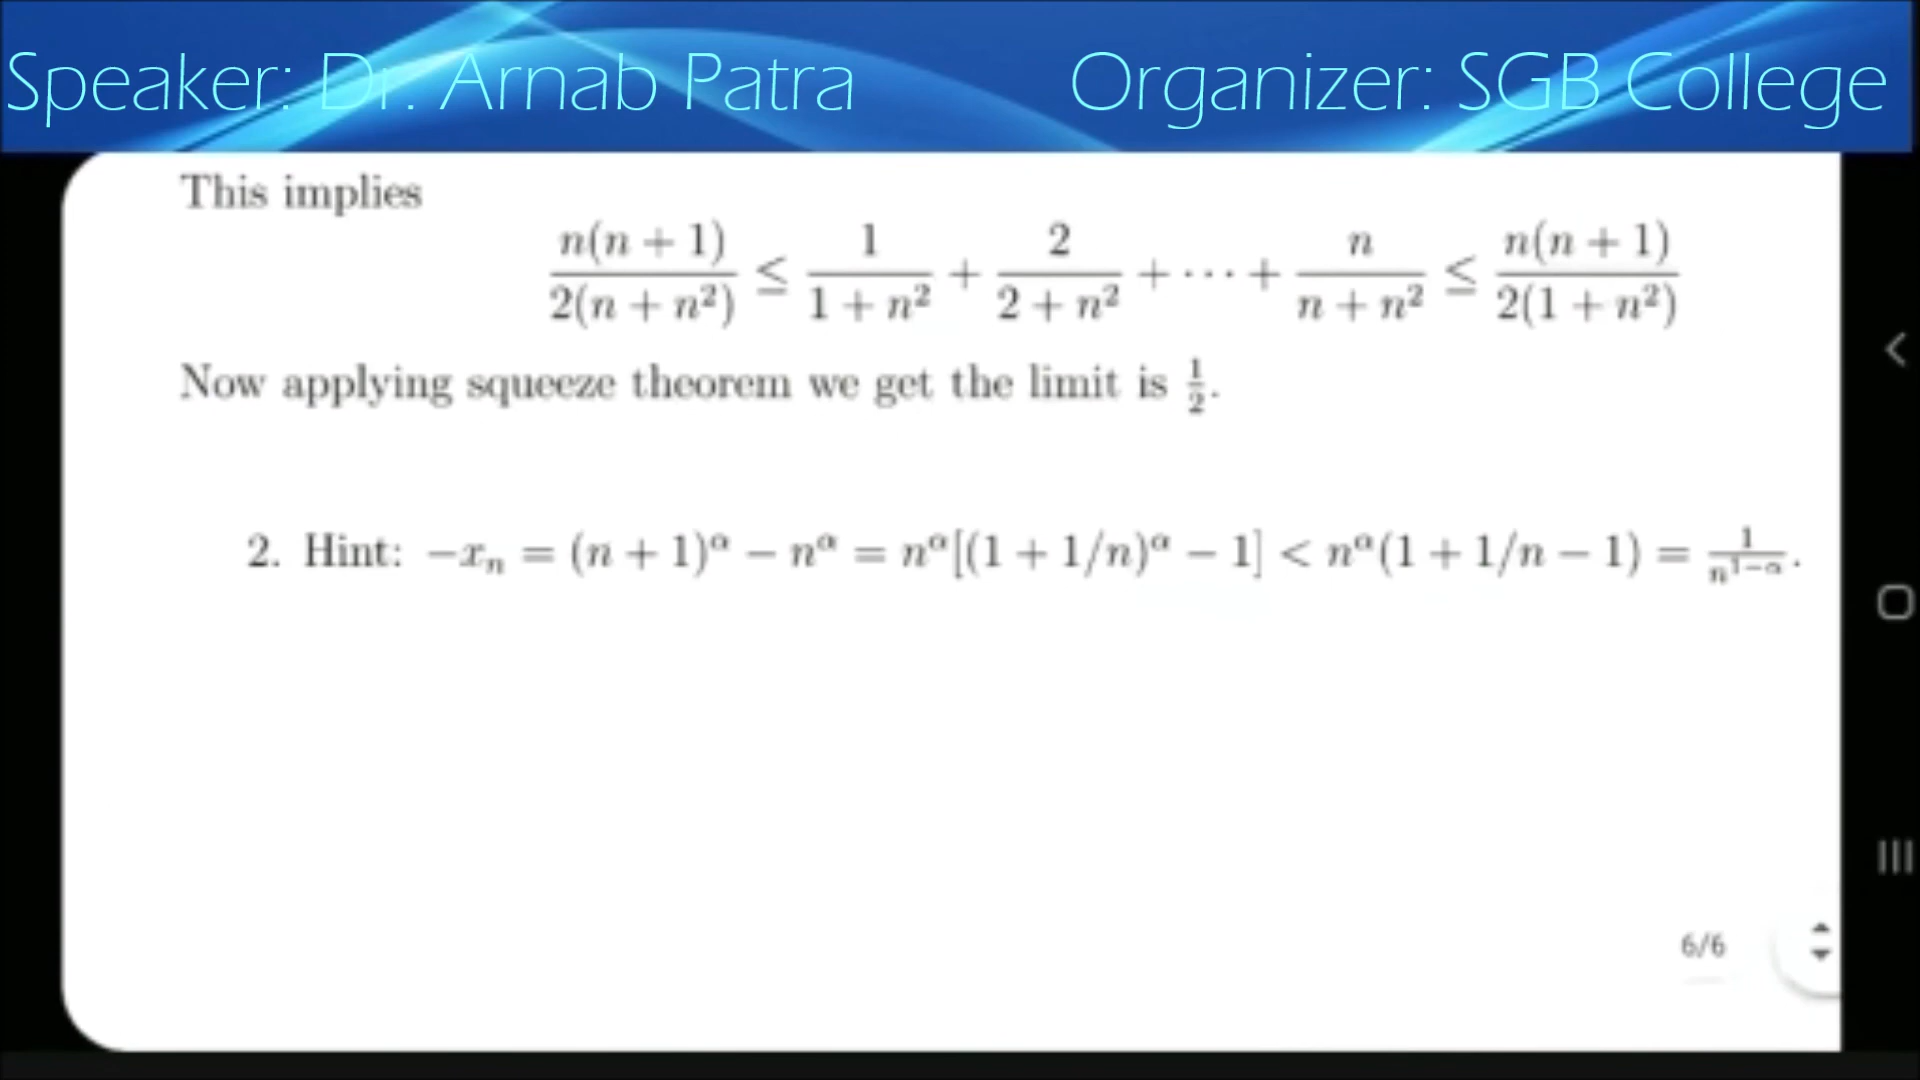 Speaker: Dr. Arnab Patra Organizer: SGB College
This implies
n(n + 1)/2(n + n²) ≤ 1/1 + n² + 2/2 + n² + ··· + n/n + n² ≤ n(n + 1)/2(1 + n²)
Now applying squeeze theorem we get the limit is 1/2.
2. Hint: −xₙ = (n + 1)^α − n^α = n^α[(1 + 1/n)^α − 1] < n^α(1 + 1/n − 1) = 1/n^(1−α).
6/6